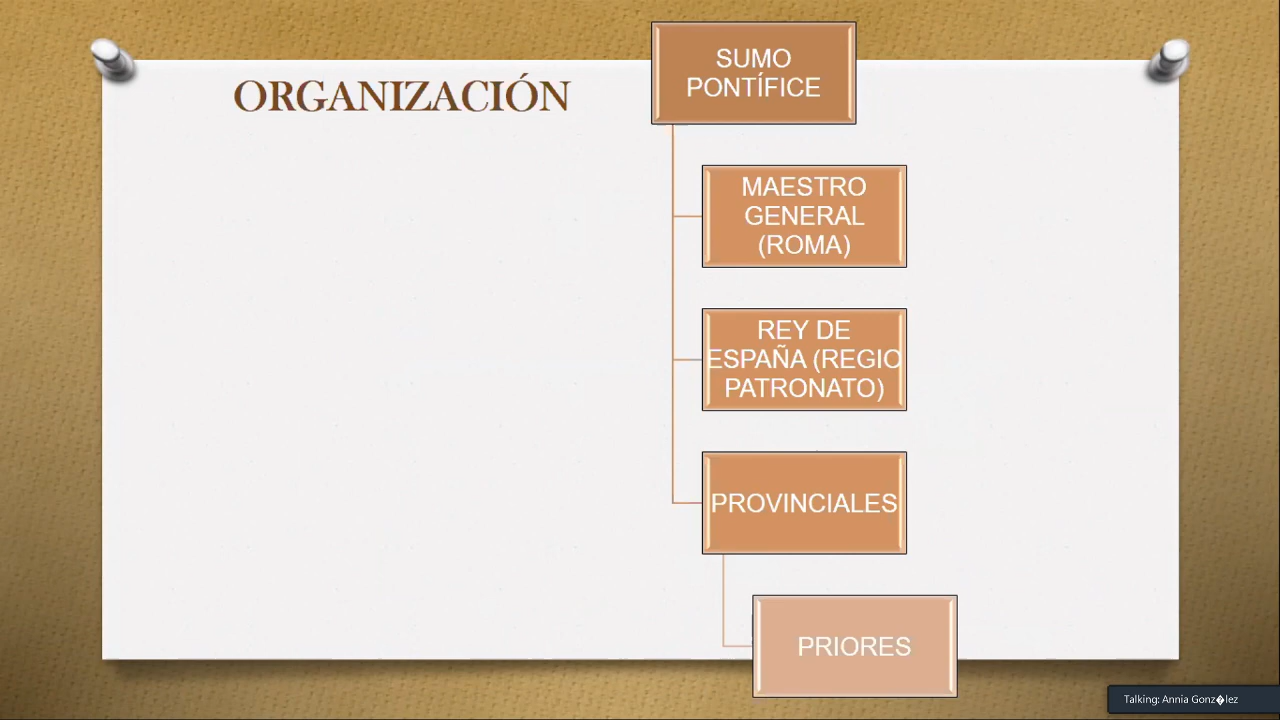 ORGANIZACIÓN
SUMO
PONTÍFICE
MAESTRO
GENERAL
(ROMA)
REY DE
ESPAÑA (REGIO
PATRONATO)
PROVINCIALES
PRIORES
Talking: Annia Gonz�lez